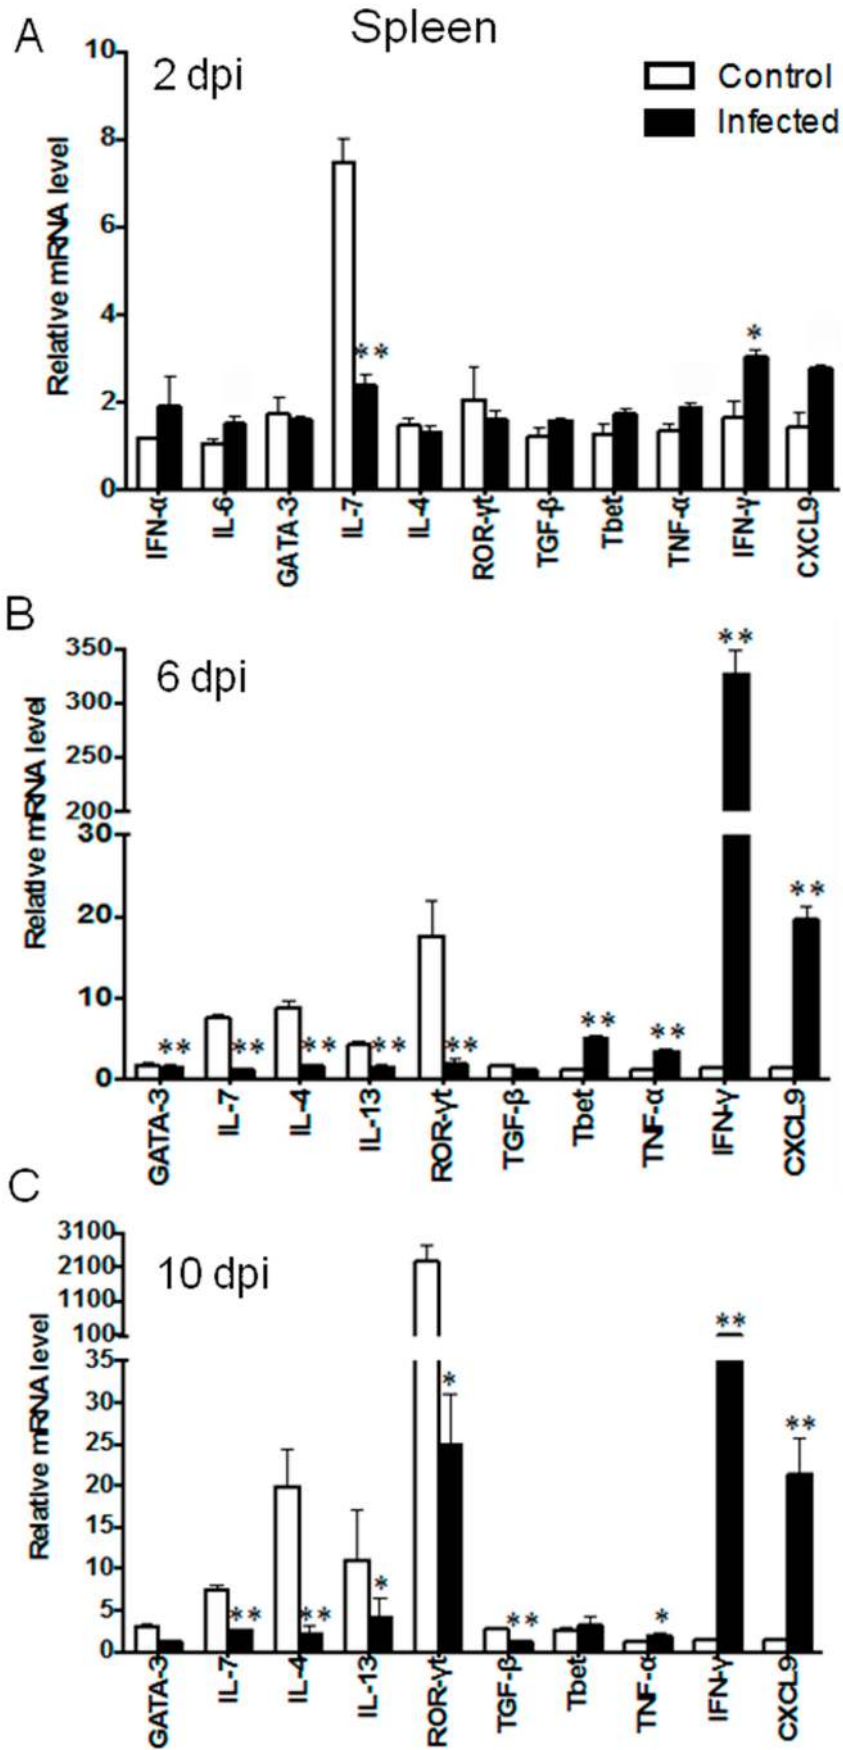 A
Spleen
2 dpi
Control
Infected
Relative mRNA level
10
8
6
4
2
0
**
*
IFN-α
IL-6
GATA-3
IL-7
IL-4
ROR-γt
TGF-β
Tbet
TNF-α
IFN-γ
CXCL9
B
6 dpi
Relative mRNA level
350
300
250
200
30
20
10
0
**
**
**
**
**
**
**
**
**
GATA-3
IL-7
IL-4
IL-13
ROR-γt
TGF-β
Tbet
TNF-α
IFN-γ
CXCL9
C
10 dpi
Relative mRNA level
3100
2100
1100
100
35
30
25
20
15
10
5
0
**
**
*
*
**
*
**
**
GATA-3
IL-7
IL-4
IL-13
ROR-γt
TGF-β
Tbet
TNF-α
IFN-γ
CXCL9